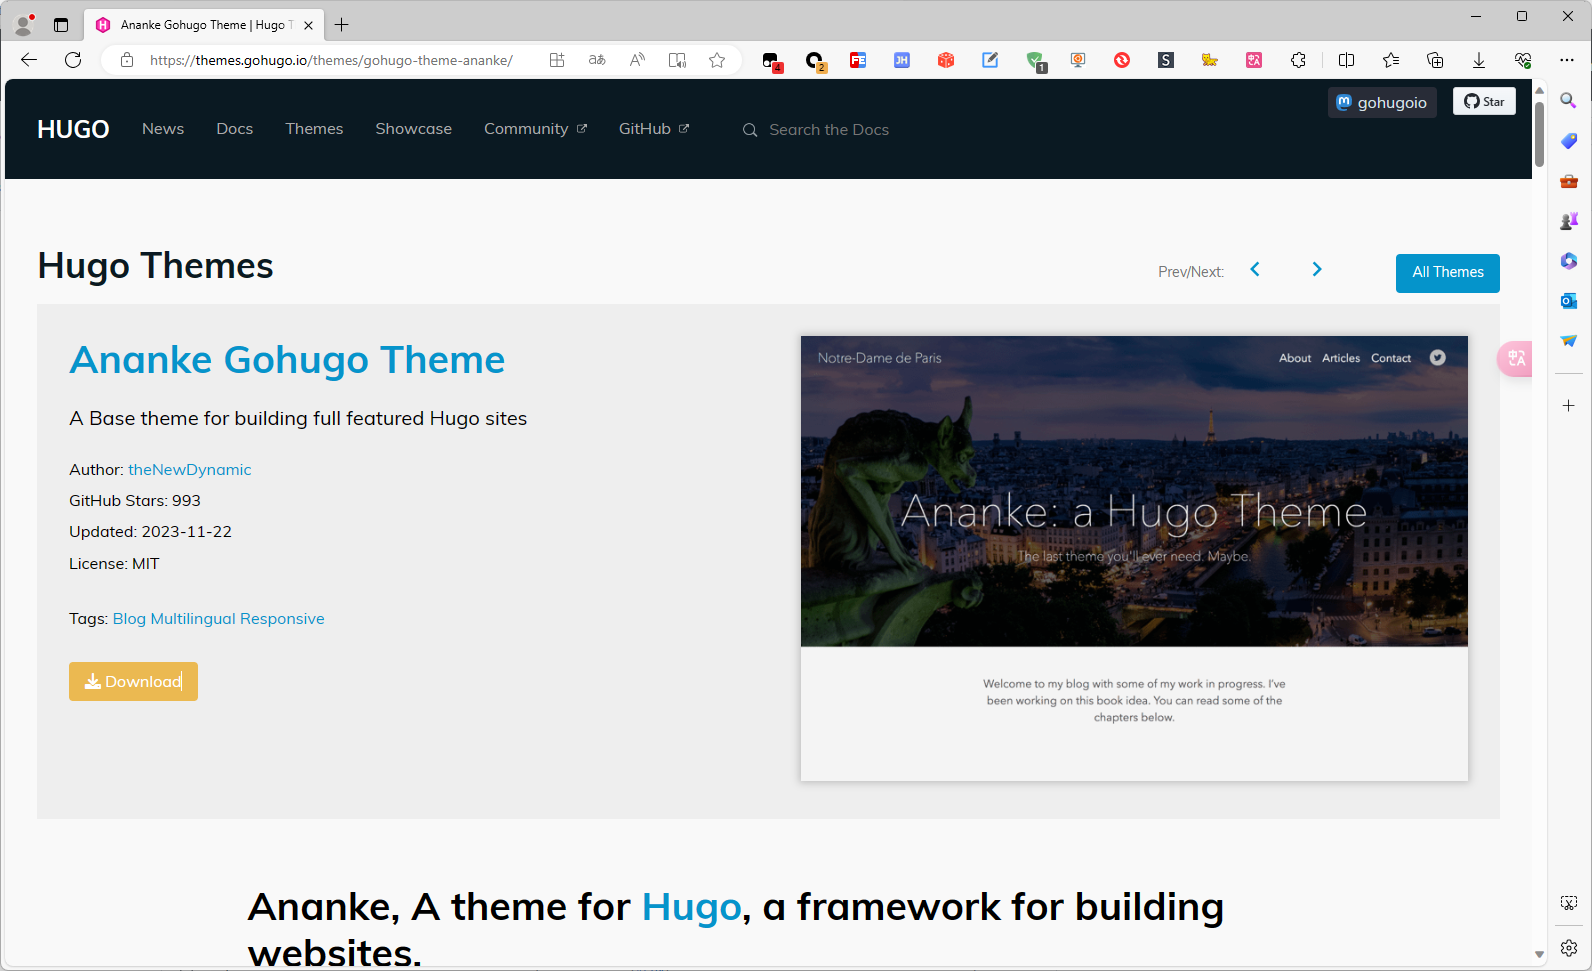 Ananke Gohugo Theme | Hugo T
https://themes.gohugo.io/themes/gohugo-theme-ananke/
4
2
FE
JH
1
S
gohugoio
Star
HUGO
News
Docs
Themes
Showcase
Community
GitHub
Search the Docs
Hugo Themes
Prev/Next:
All Themes
Ananke Gohugo Theme
A Base theme for building full featured Hugo sites
Author: theNewDynamic
GitHub Stars: 993
Updated: 2023-11-22
License: MIT
Tags: Blog Multilingual Responsive
Download
Notre-Dame de Paris
About
Articles
Contact
Ananke: a Hugo Theme
The last theme you'll ever need. Maybe.
Welcome to my blog with some of my work in progress. I've
been working on this book idea. You can read some of the
chapters below.
Ananke, A theme for Hugo, a framework for building
websites.